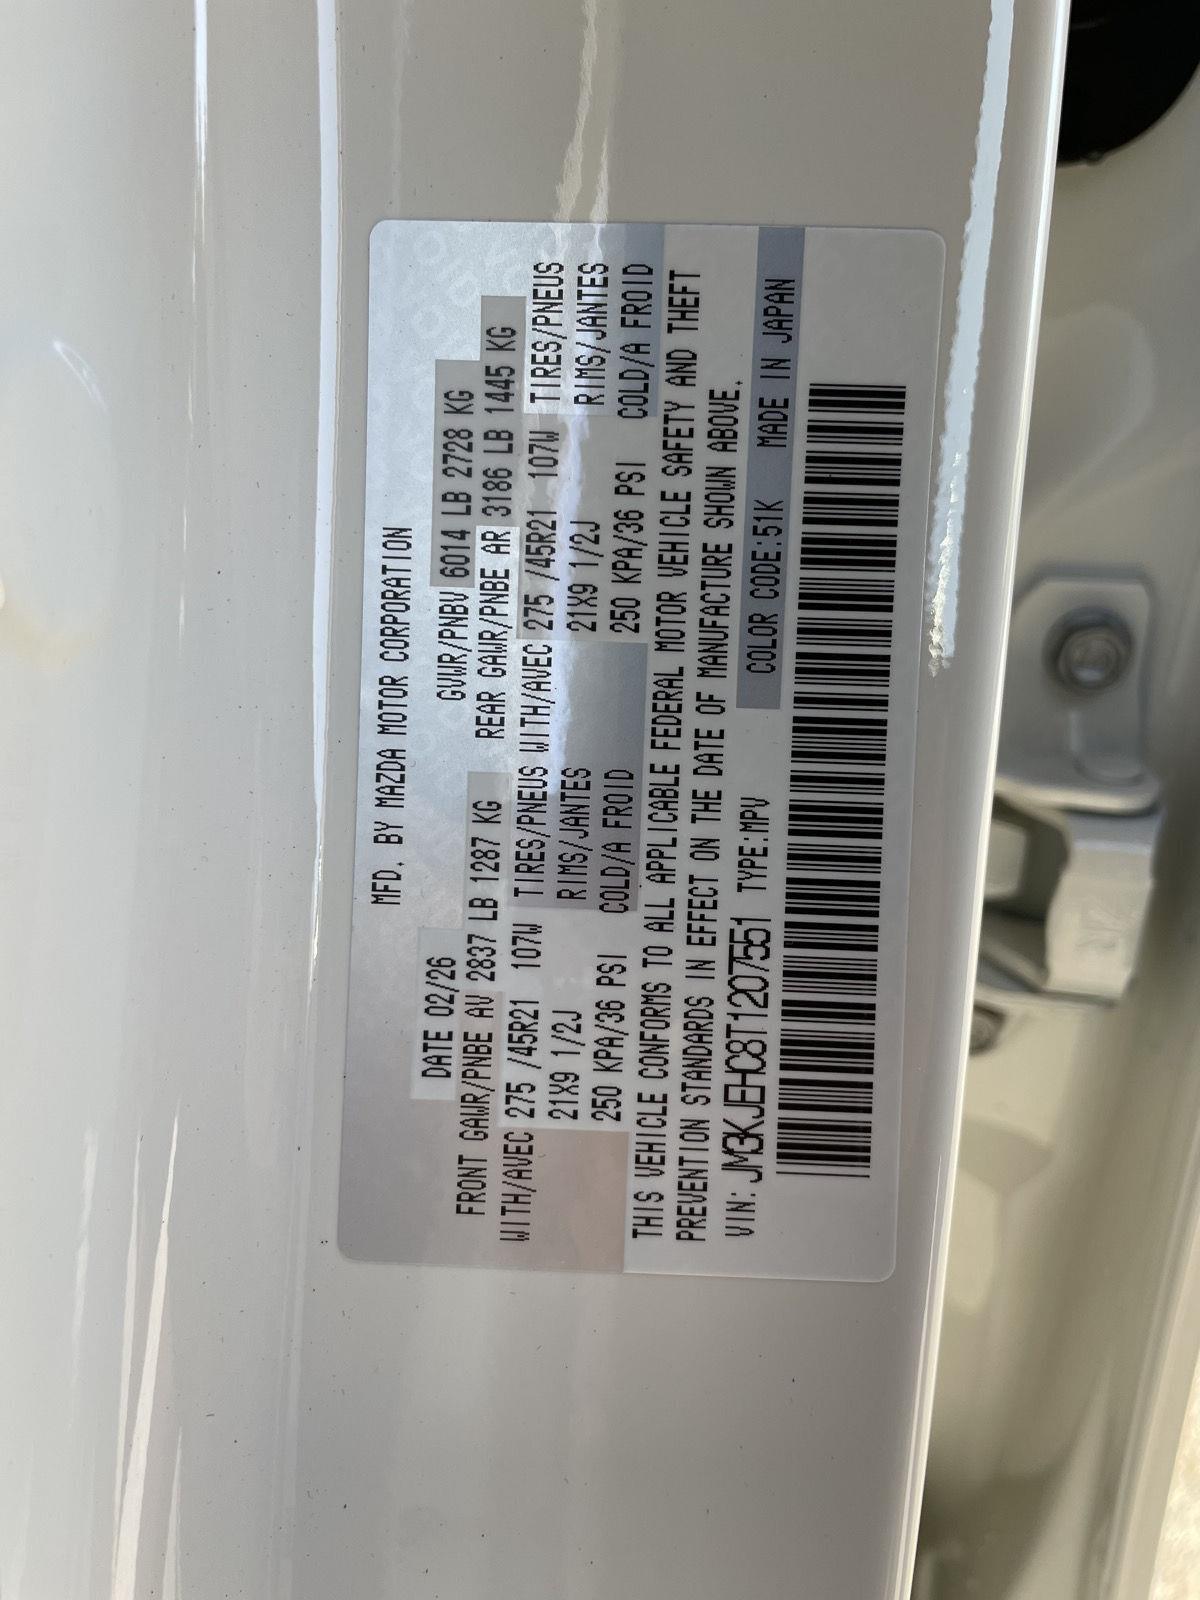 MFD. BY MAZDA MOTOR CORPORATION
DATE 02/26 GVWR/PNBV 6014 LB 2728 KG
FRONT GAWR/PNBE AV 2837 LB 1287 KG REAR GAWR/PNBE AR 3186 LB 1445 KG
WITH/AVEC 275 /45R21 107W TIRES/PNEUS WITH/AVEC 275 /45R21 107W TIRES/PNEUS
21X9 1/2J RIMS/JANTES 21X9 1/2J RIMS/JANTES
250 KPA/36 PSI COLD/A FROID 250 KPA/36 PSI COLD/A FROID
THIS VEHICLE CONFORMS TO ALL APPLICABLE FEDERAL MOTOR VEHICLE SAFETY AND THEFT
PREVENTION STANDARDS IN EFFECT ON THE DATE OF MANUFACTURE SHOWN ABOVE.
VIN: JM3KJEHC8T1207551 TYPE:MPV COLOR CODE:51K MADE IN JAPAN